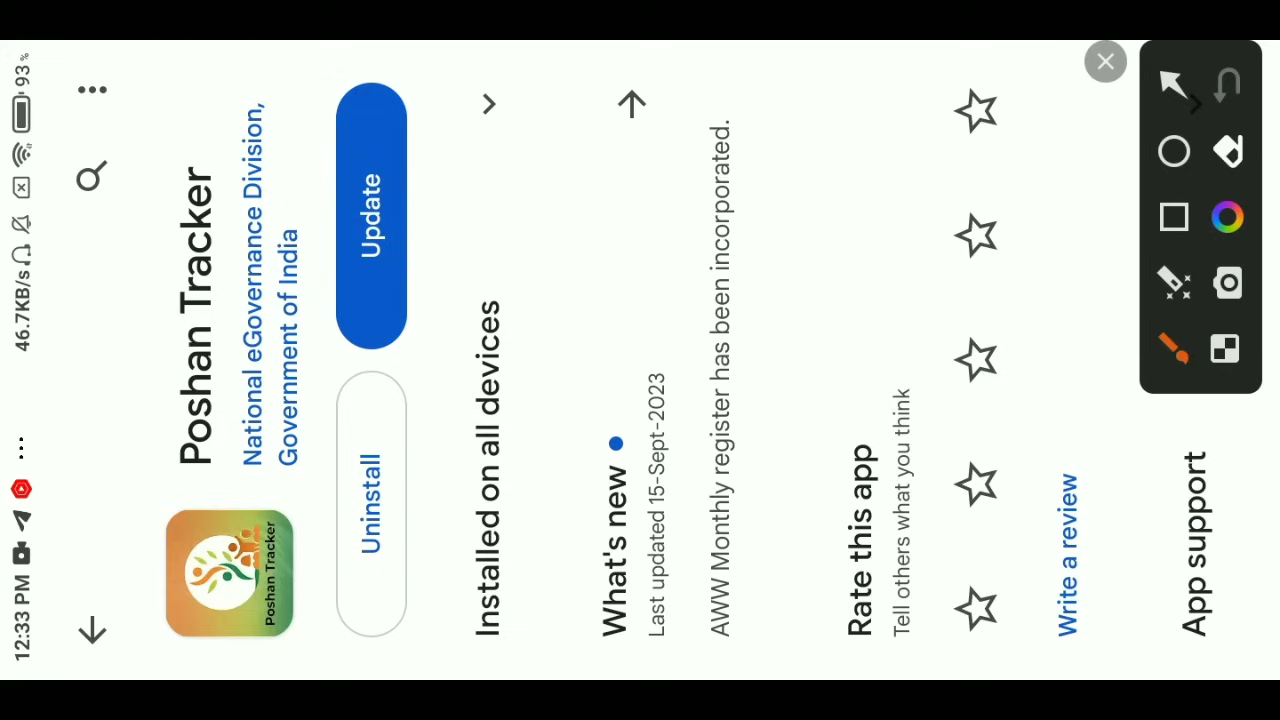 12:33 PM ... 46.7KB/s 93%
Poshan Tracker
National eGovernance Division,
Government of India
Poshan Tracker
Uninstall
Update
Installed on all devices
What's new
Last updated 15-Sept-2023
AWW Monthly register has been incorporated.
Rate this app
Tell others what you think
Write a review
App support